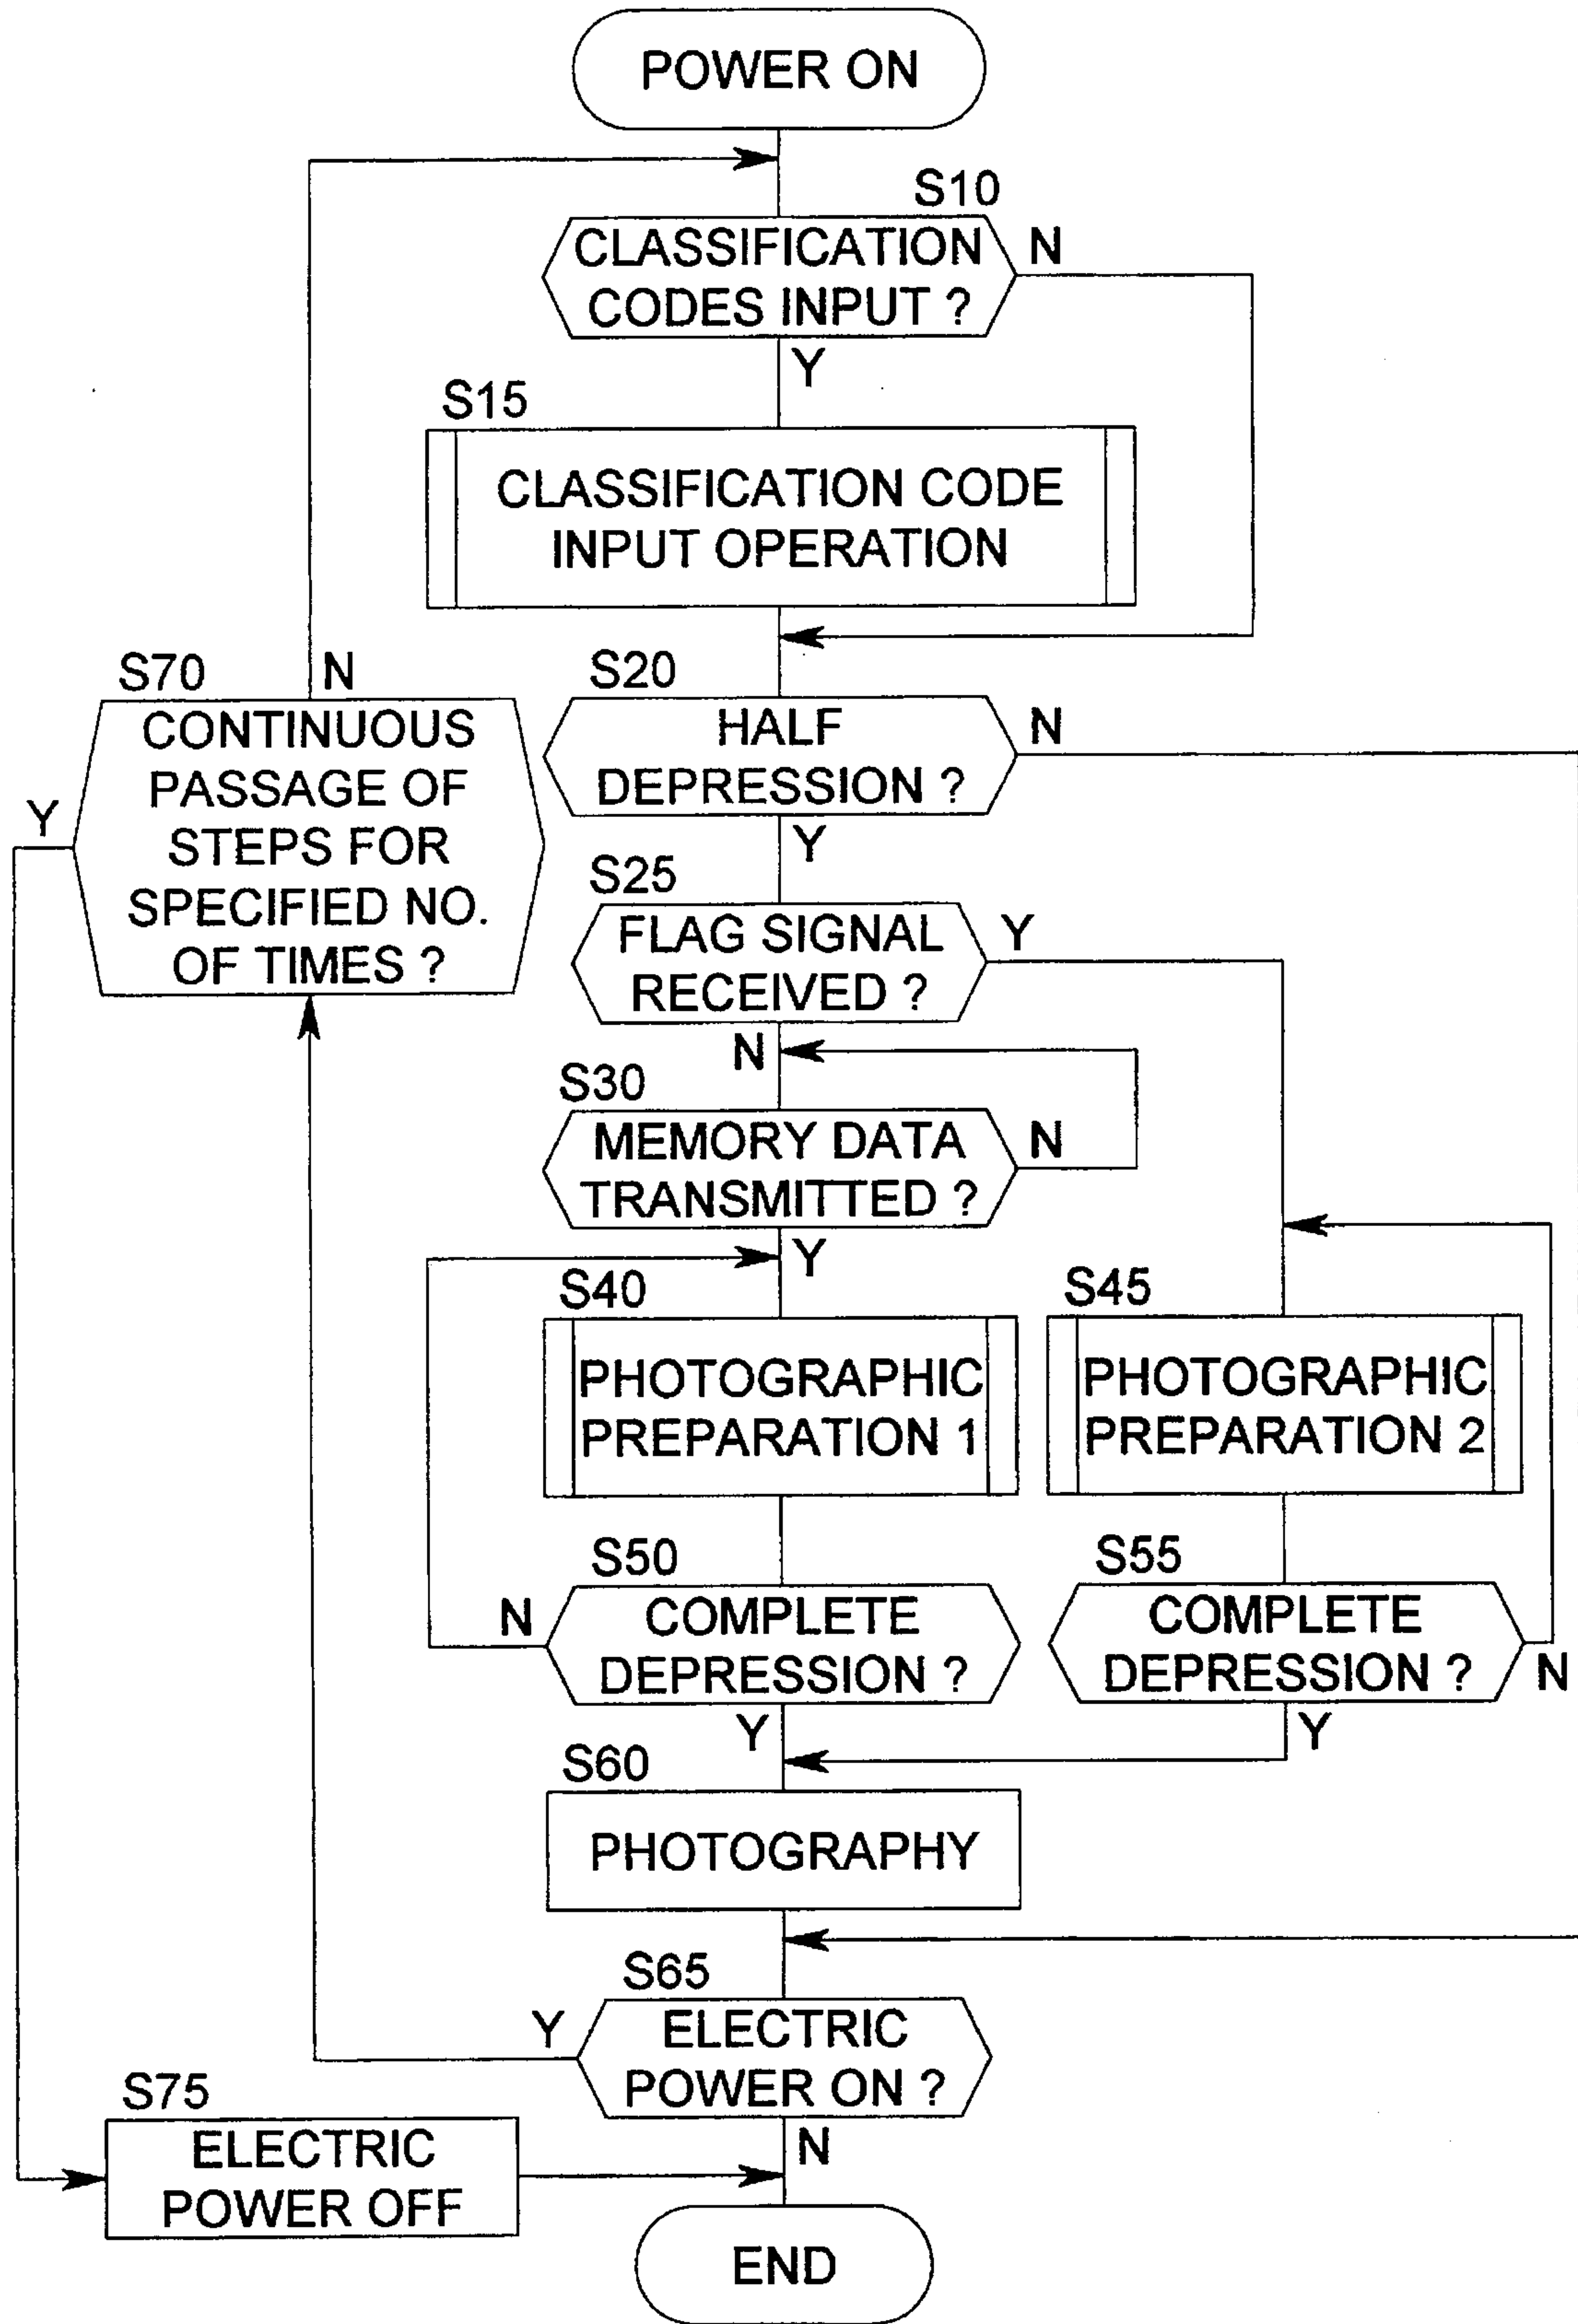 POWER ON
S10
CLASSIFICATION
CODES INPUT ?
N
Y
S15
CLASSIFICATION CODE
INPUT OPERATION
S70
N
CONTINUOUS
PASSAGE OF
STEPS FOR
SPECIFIED NO.
OF TIMES ?
Y
S20
HALF
DEPRESSION ?
N
Y
S25
FLAG SIGNAL
RECEIVED ?
Y
N
S30
MEMORY DATA
TRANSMITTED ?
N
Y
S40
PHOTOGRAPHIC
PREPARATION 1
S45
PHOTOGRAPHIC
PREPARATION 2
S50
COMPLETE
DEPRESSION ?
N
Y
S55
COMPLETE
DEPRESSION ?
N
Y
S60
PHOTOGRAPHY
S65
ELECTRIC
POWER ON ?
Y
N
S75
ELECTRIC
POWER OFF
END